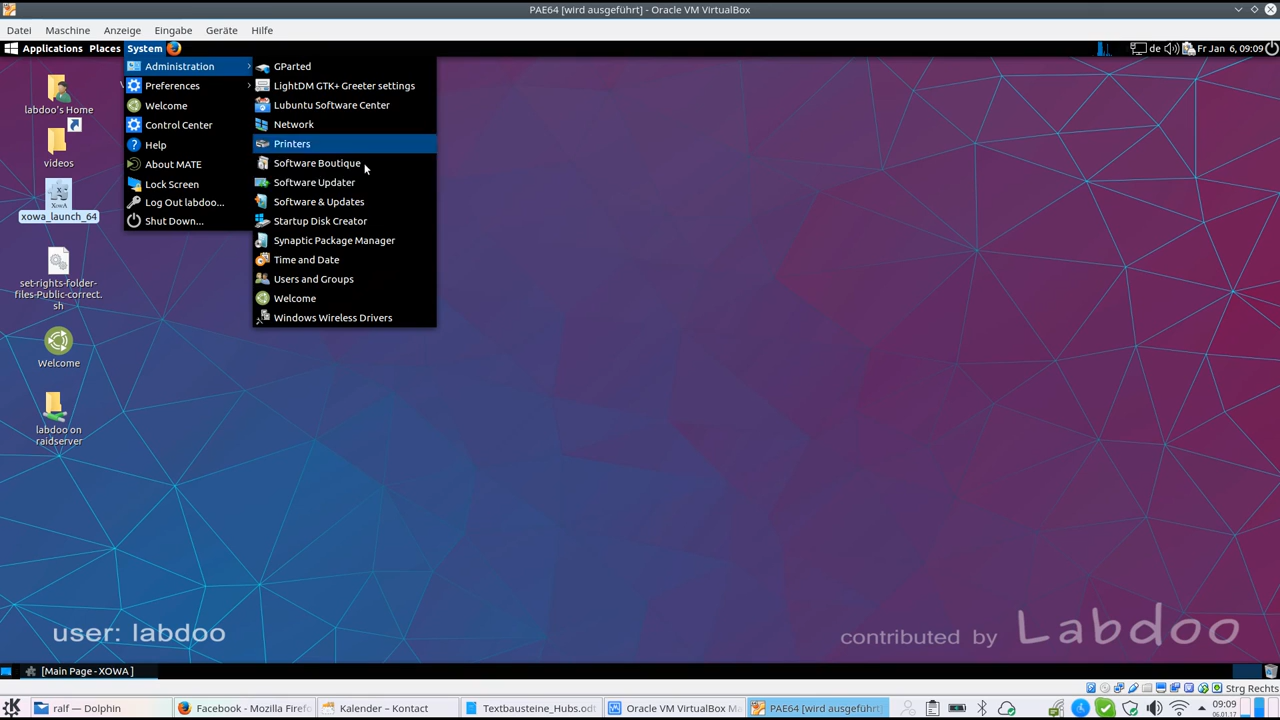 PAE64 [wird ausgeführt] - Oracle VM VirtualBox
Datei Maschine Anzeige Eingabe Geräte Hilfe
Applications Places System de Fr Jan 6, 09:09
labdoo's Home
videos
xowa_launch_64
set-rights-folder-
files-Public-correct.
sh
Welcome
labdoo on
raidserver
Administration
Preferences
Welcome
Control Center
Help
About MATE
Lock Screen
Log Out labdoo...
Shut Down...
GParted
LightDM GTK+ Greeter settings
Lubuntu Software Center
Network
Printers
Software Boutique
Software Updater
Software & Updates
Startup Disk Creator
Synaptic Package Manager
Time and Date
Users and Groups
Welcome
Windows Wireless Drivers
user: labdoo
contributed by Labdoo
[Main Page - XOWA ]
Strg Rechts
ralf — Dolphin Facebook - Mozilla Firefo Kalender – Kontact Textbausteine_Hubs.odt Oracle VM VirtualBox Ma PAE64 [wird ausgeführt] 09:09
06.01.17